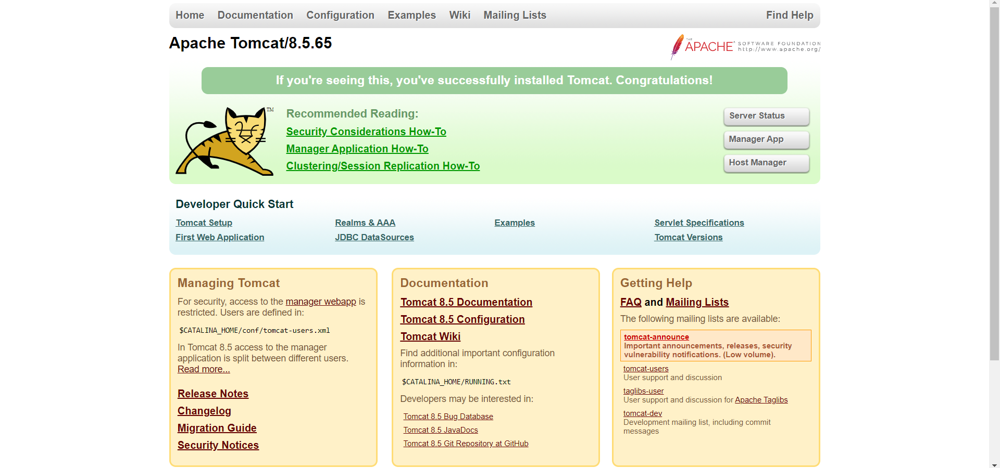 Home Documentation Configuration Examples Wiki Mailing Lists Find Help
Apache Tomcat/8.5.65
THE APACHE SOFTWARE FOUNDATION
http://www.apache.org/
If you're seeing this, you've successfully installed Tomcat. Congratulations!
TM
Recommended Reading:
Security Considerations How-To
Manager Application How-To
Clustering/Session Replication How-To
Server Status
Manager App
Host Manager
Developer Quick Start
Tomcat Setup
First Web Application
Realms & AAA
JDBC DataSources
Examples
Servlet Specifications
Tomcat Versions
Managing Tomcat
For security, access to the manager webapp is
restricted. Users are defined in:
$CATALINA_HOME/conf/tomcat-users.xml
In Tomcat 8.5 access to the manager
application is split between different users.
Read more...
Release Notes
Changelog
Migration Guide
Security Notices
Documentation
Tomcat 8.5 Documentation
Tomcat 8.5 Configuration
Tomcat Wiki
Find additional important configuration
information in:
$CATALINA_HOME/RUNNING.txt
Developers may be interested in:
Tomcat 8.5 Bug Database
Tomcat 8.5 JavaDocs
Tomcat 8.5 Git Repository at GitHub
Getting Help
FAQ and Mailing Lists
The following mailing lists are available:
tomcat-announce
Important announcements, releases, security
vulnerability notifications. (Low volume).
tomcat-users
User support and discussion
taglibs-user
User support and discussion for Apache Taglibs
tomcat-dev
Development mailing list, including commit
messages